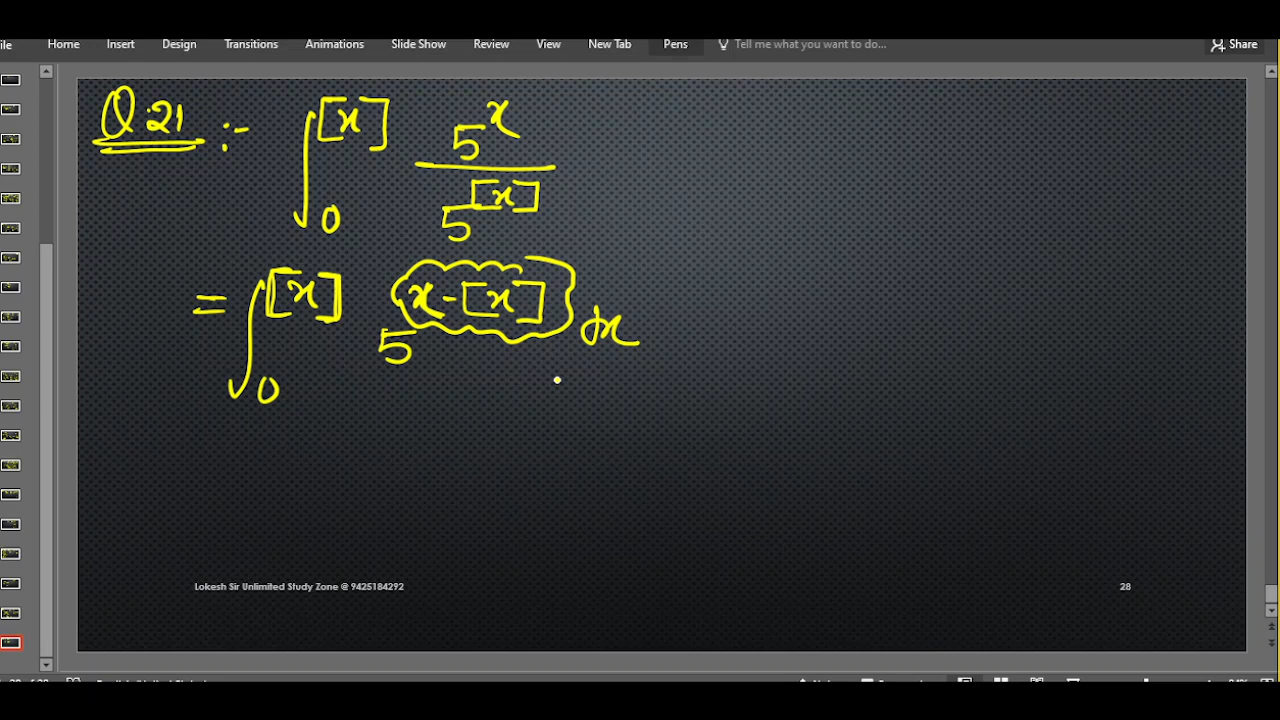 File Home Insert Design Transitions Animations Slide Show Review View New Tab Pens Tell me what you want to do... Share
Q.21 :- ∫₀^[x] 5^x / 5^[x]
= ∫₀^[x] 5^(x-[x]) dx
Lokesh Sir Unlimited Study Zone @ 9425184292 28